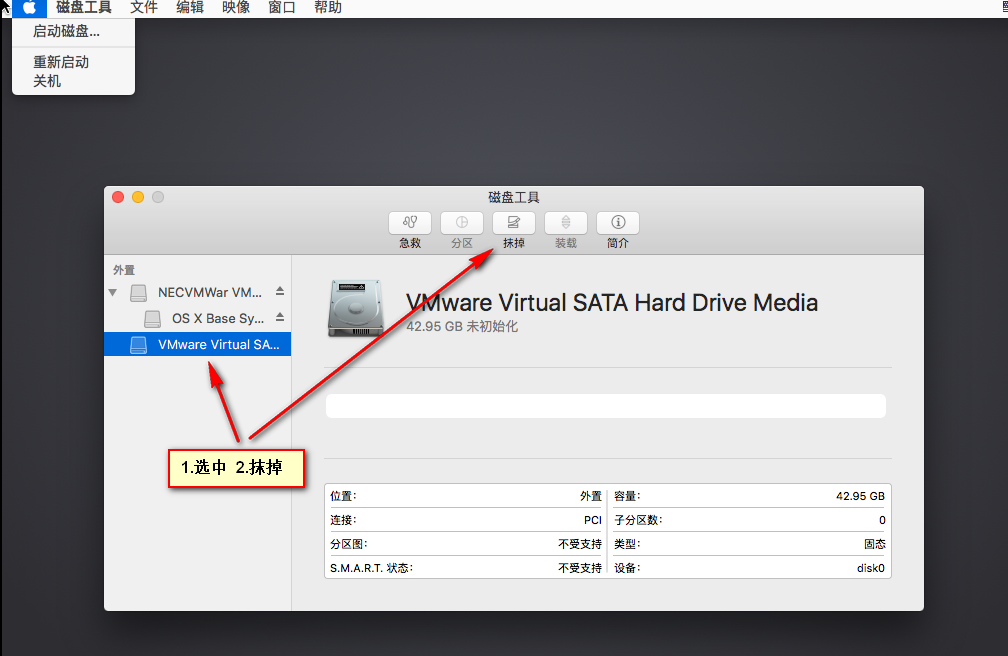 磁盘工具 文件 编辑 映像 窗口 帮助
启动磁盘...
重新启动
关机
磁盘工具
急救 分区 抹掉 装载 简介
外置
NECVMWar VM...
OS X Base Sy...
VMware Virtual SA...
VMware Virtual SATA Hard Drive Media
42.95 GB 未初始化
1.选中 2.抹掉
位置: 外置 容量: 42.95 GB
连接: PCI 子分区数: 0
分区图: 不受支持 类型: 固态
S.M.A.R.T. 状态: 不受支持 设备: disk0